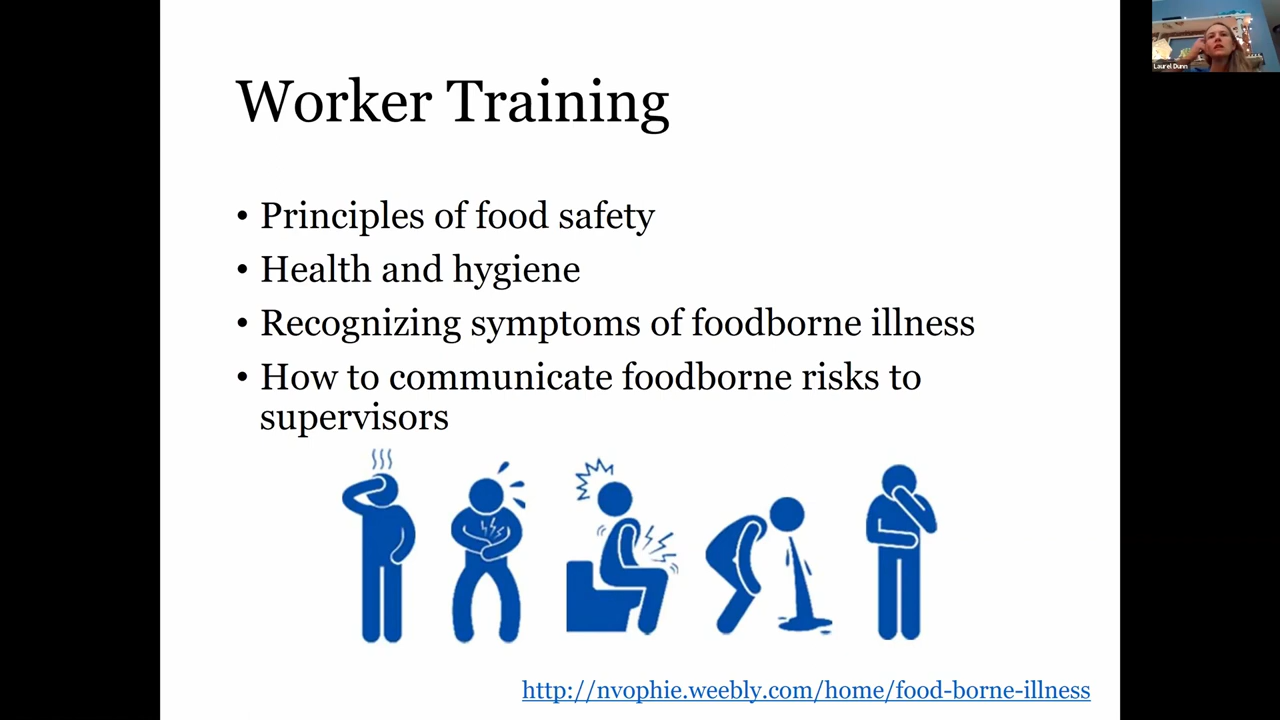 Worker Training
• Principles of food safety
• Health and hygiene
• Recognizing symptoms of foodborne illness
• How to communicate foodborne risks to
supervisors
http://nvophie.weebly.com/home/food-borne-illness
Laurel Dunn